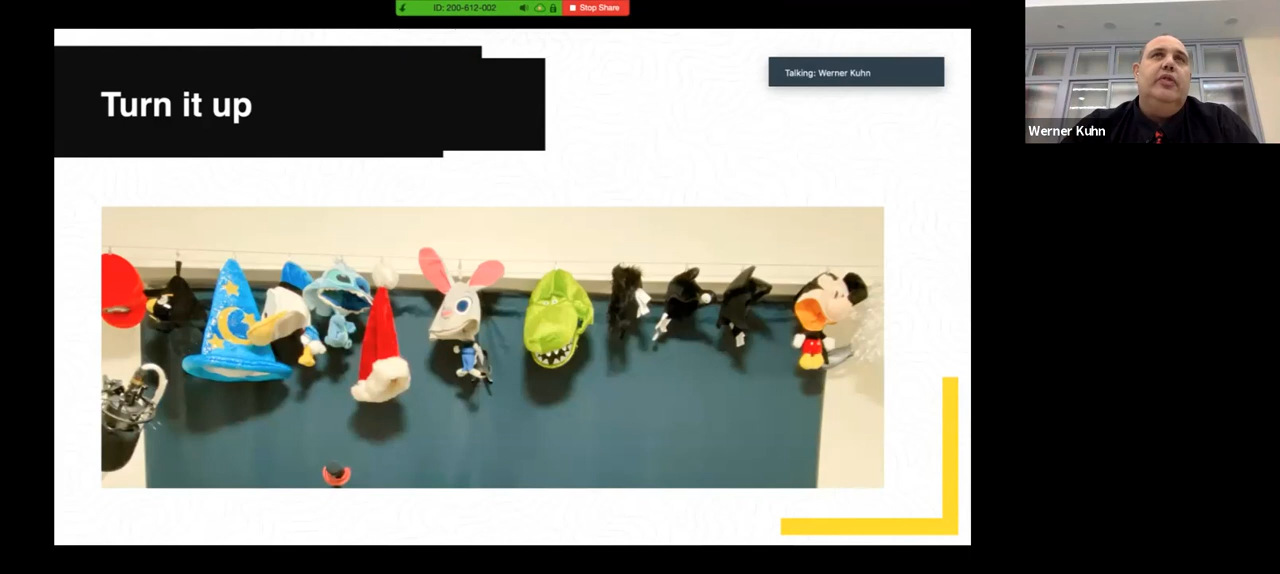 ID: 200-612-002
Stop Share
Turn it up
Talking: Werner Kuhn
Werner Kuhn